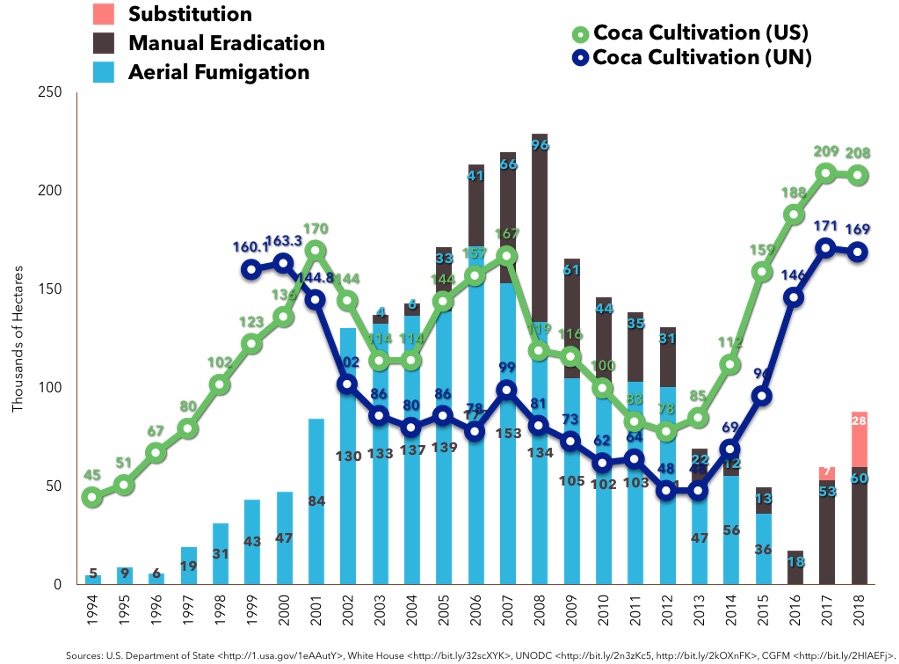 Substitution
Manual Eradication
Aerial Fumigation
Coca Cultivation (US)
Coca Cultivation (UN)
Thousands of Hectares
250
200
150
100
50
0
45 51 67 80 102 123 136 170 144 114 114 144 157 167 119 116 100 83 78 85 112 159 188 209 208
160.1 163.3 144.8 102 86 80 86 78 99 81 73 62 64 48 48 69 96 146 171 169
4 6 33 41 66 96 61 44 35 31 22 12 13 18 53 60
7 28
5 9 6 19 31 43 47 84 130 133 137 139 153 134 105 102 103 47 56 36
1994 1995 1996 1997 1998 1999 2000 2001 2002 2003 2004 2005 2006 2007 2008 2009 2010 2011 2012 2013 2014 2015 2016 2017 2018
Sources: U.S. Department of State <http://1.usa.gov/1eAAutY>, White House <http://bit.ly/32scXYK>, UNODC <http://bit.ly/2n3zKc5, http://bit.ly/2kOXnFK>, CGFM <http://bit.ly/2HIAEFj>.